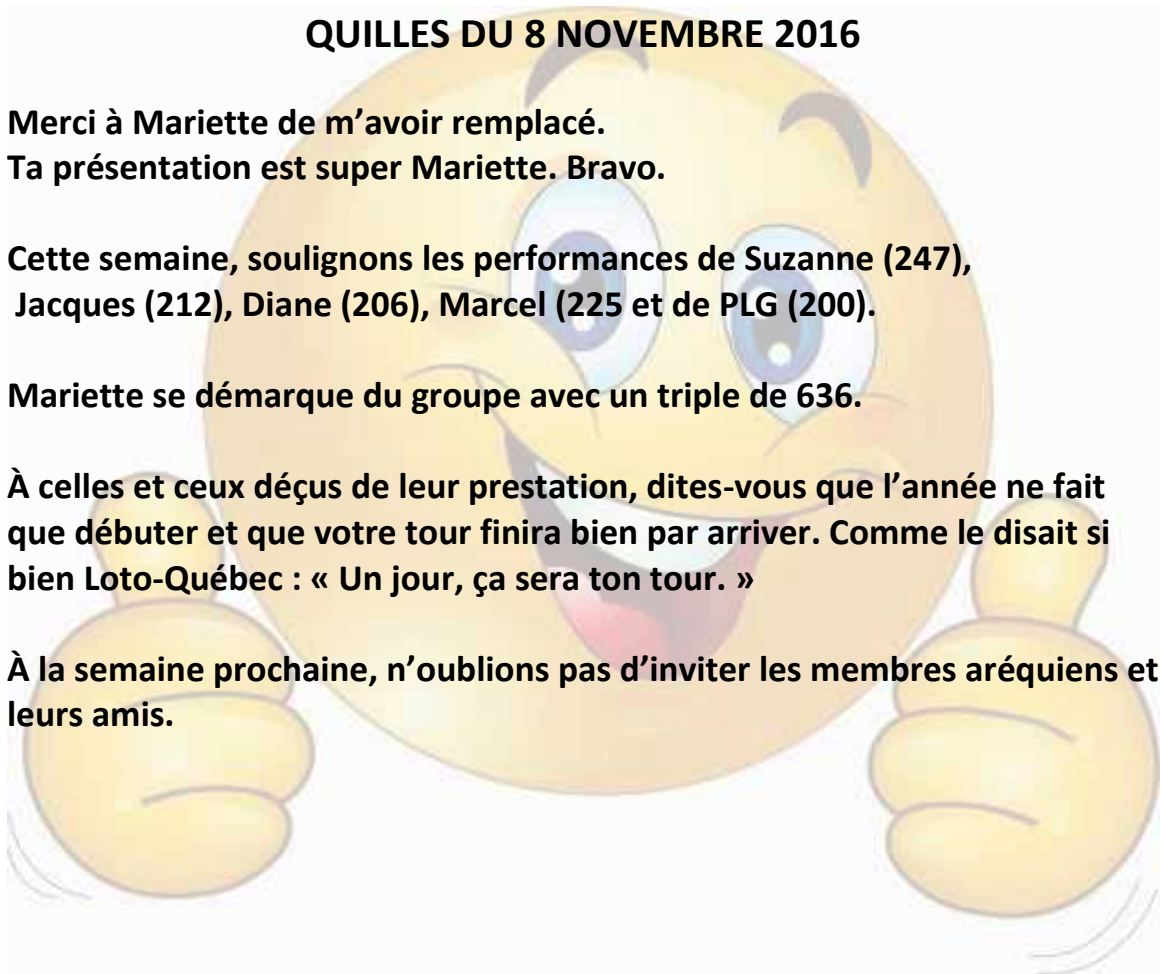 QUILLES DU 8 NOVEMBRE 2016
Merci à Mariette de m’avoir remplacé.
Ta présentation est super Mariette. Bravo.
Cette semaine, soulignons les performances de Suzanne (247),
Jacques (212), Diane (206), Marcel (225 et de PLG (200).
Mariette se démarque du groupe avec un triple de 636.
À celles et ceux déçus de leur prestation, dites-vous que l’année ne fait
que débuter et que votre tour finira bien par arriver. Comme le disait si
bien Loto-Québec : « Un jour, ça sera ton tour. »
À la semaine prochaine, n’oublions pas d’inviter les membres aréquiens et
leurs amis.